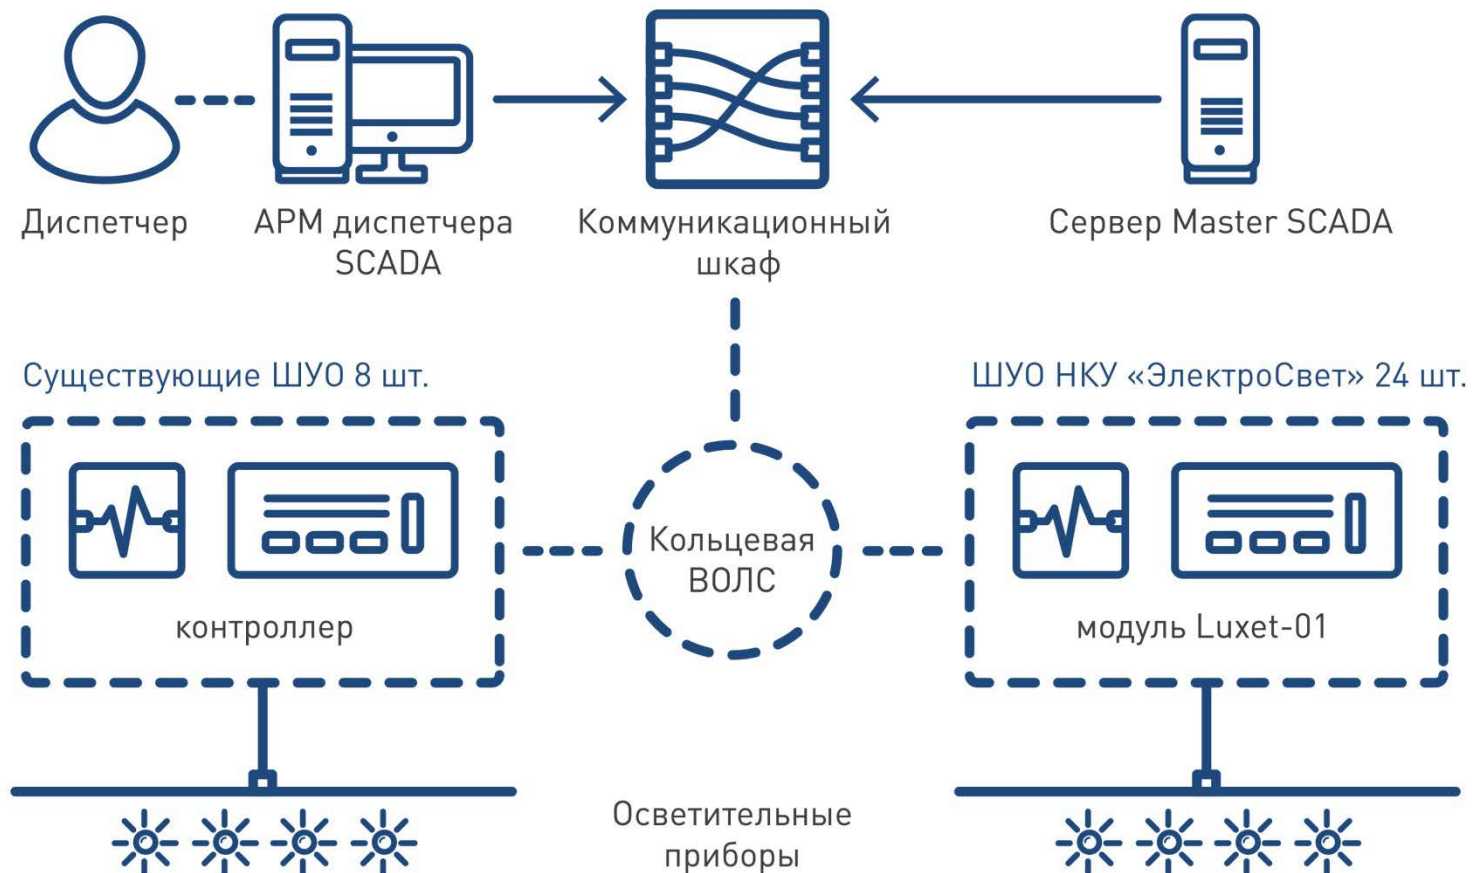 Диспетчер
АРМ диспетчера
SCADA
Коммуникационный
шкаф
Сервер Master SCADA
Существующие ШУО 8 шт.
ШУО НКУ «ЭлектроСвет» 24 шт.
контроллер
Кольцевая
ВОЛС
модуль Luxet-01
Осветительные
приборы